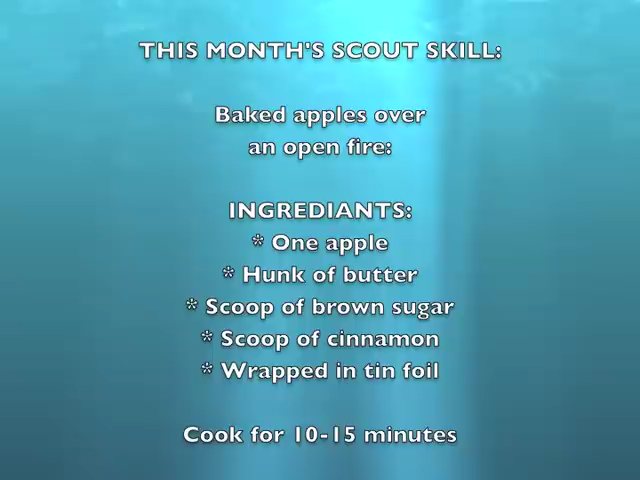 THIS MONTH'S SCOUT SKILL:
Baked apples over
an open fire:
INGREDIANTS:
* One apple
* Hunk of butter
* Scoop of brown sugar
* Scoop of cinnamon
* Wrapped in tin foil
Cook for 10-15 minutes